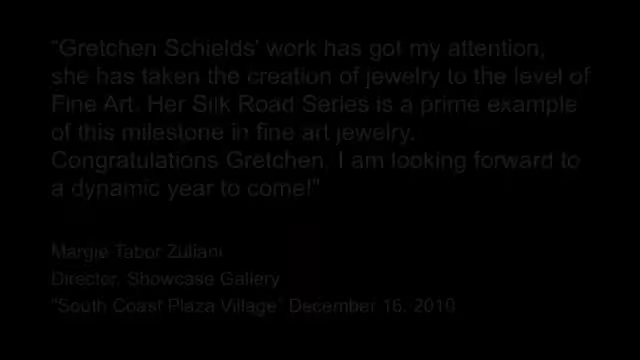 "Gretchen Schields' work has got my attention,
she has taken the creation of jewelry to the level of
Fine Art. Her Silk Road Series is a prime example
of this milestone in fine art jewelry.
Congratulations Gretchen, I am looking forward to
a dynamic year to come!"
Margie Tabor Zuliani
Director, Showcase Gallery
"South Coast Plaza Village" December 16, 2010